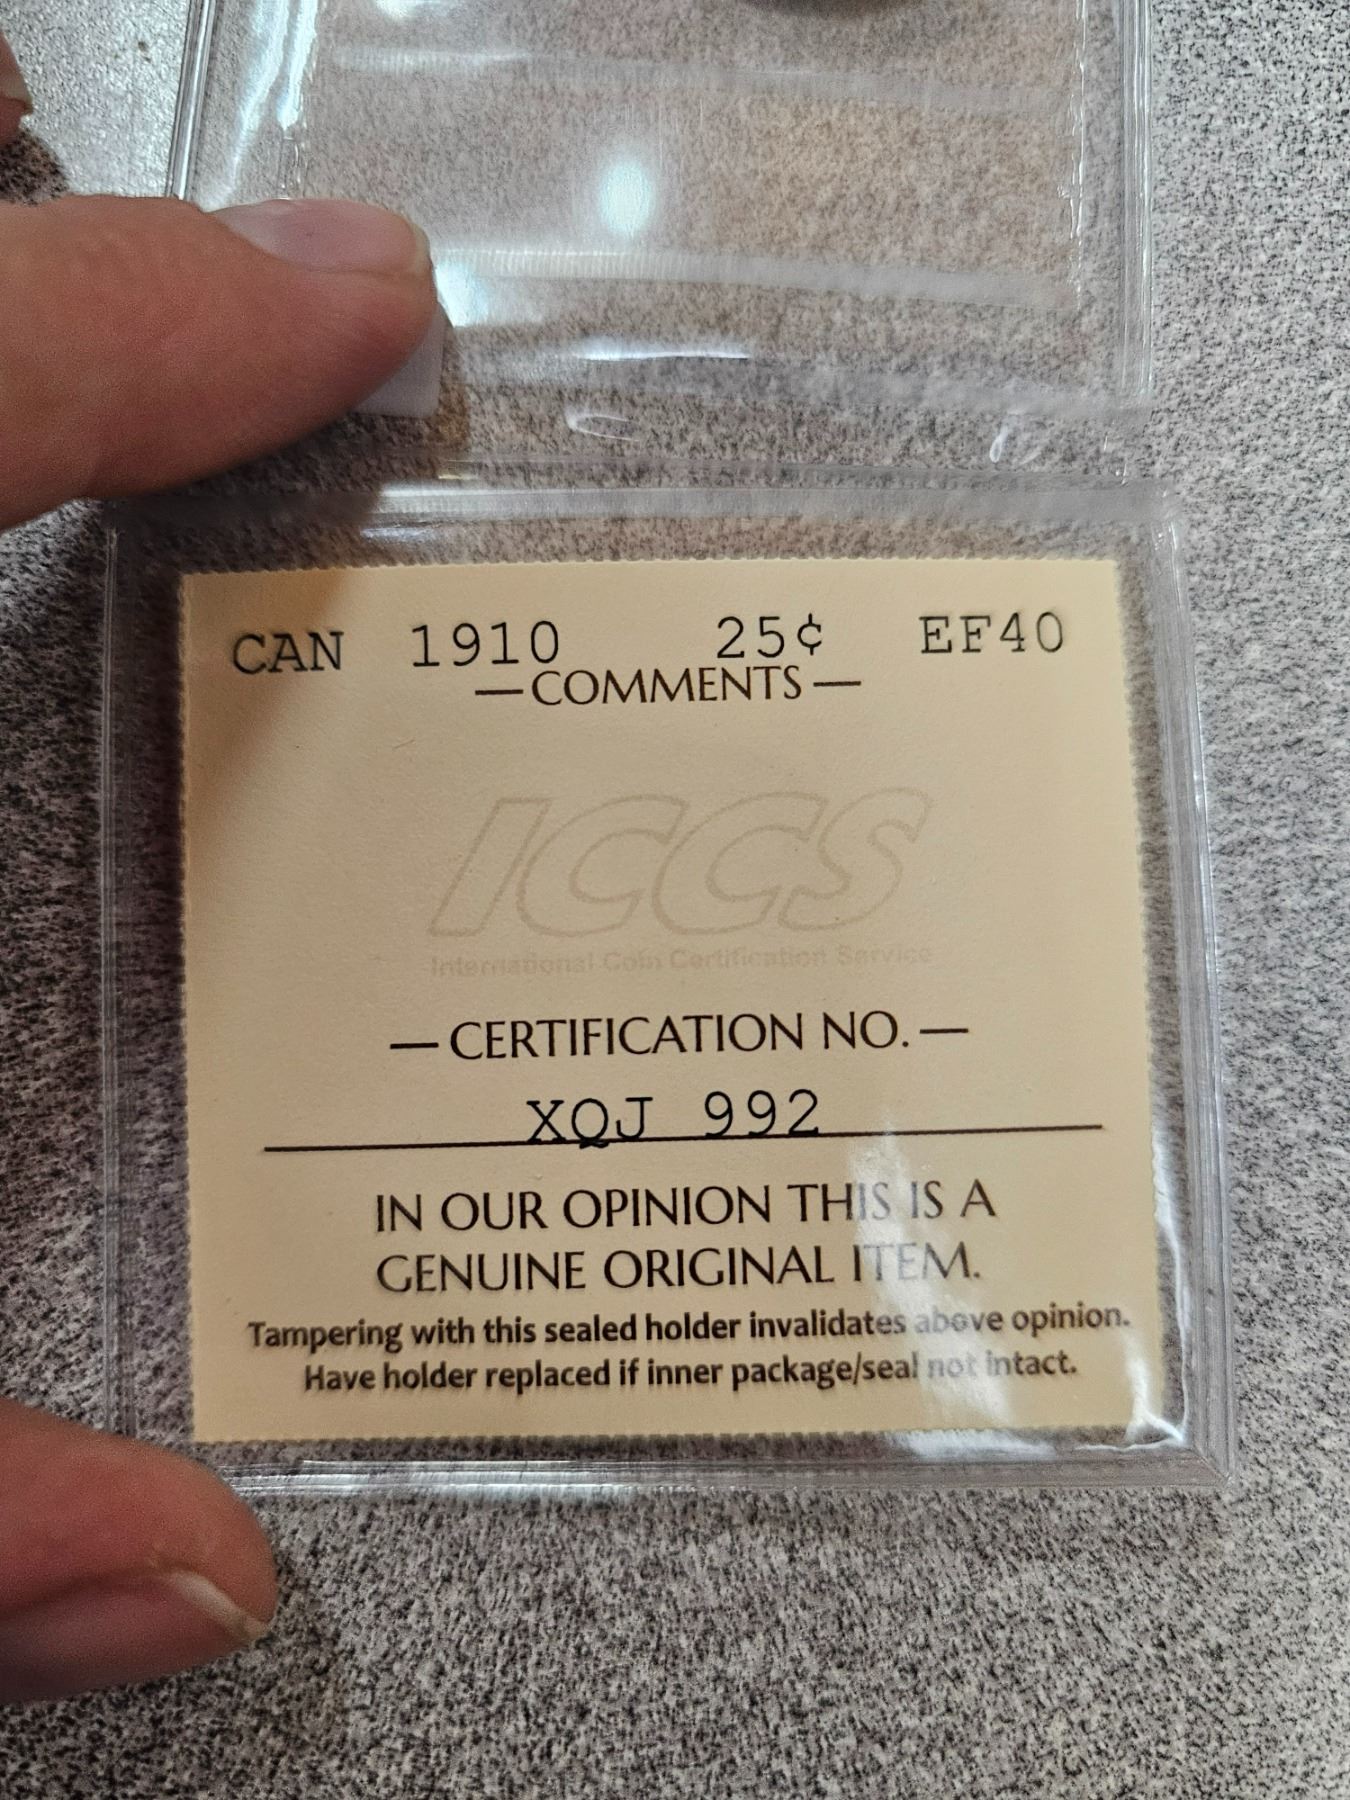 CAN 1910 25¢ EF40
— COMMENTS —
ICCS
International Coin Certification Service
— CERTIFICATION NO. —
XQJ 992
IN OUR OPINION THIS IS A
GENUINE ORIGINAL ITEM.
Tampering with this sealed holder invalidates above opinion.
Have holder replaced if inner package/seal not intact.